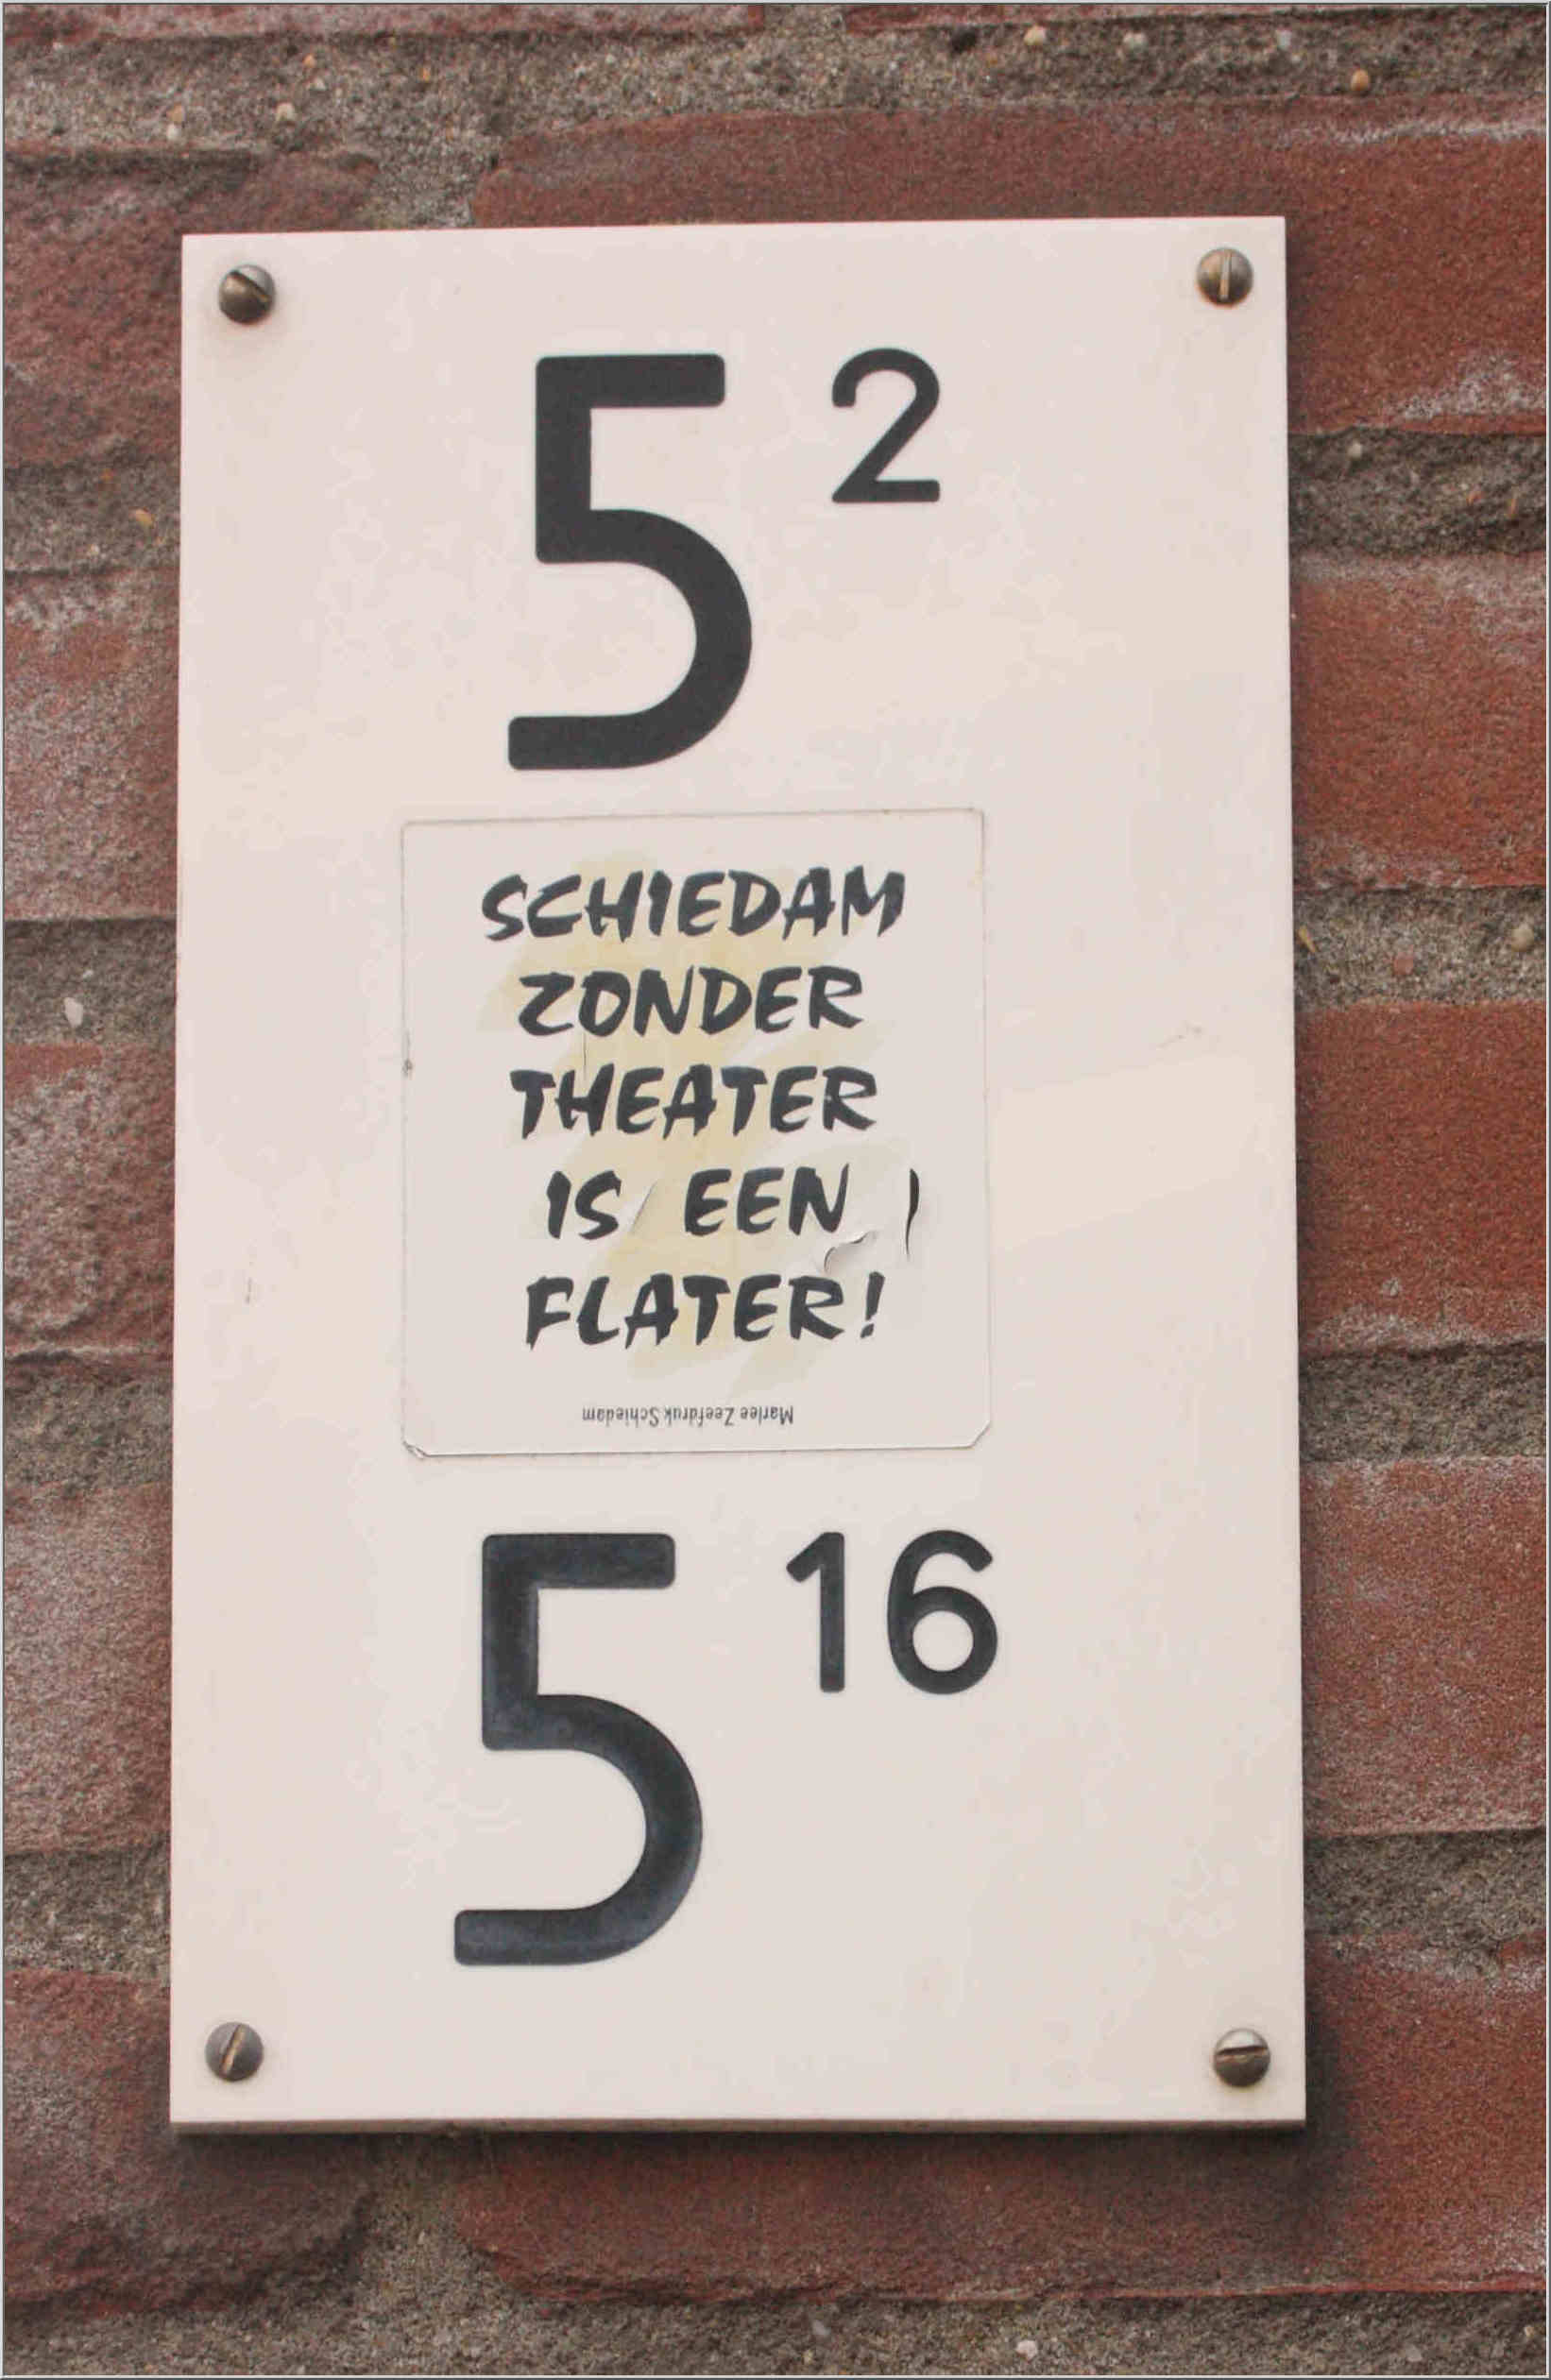 5²
SCHIEDAM
ZONDER
THEATER
IS EEN
FLATER!
Marlee Zeefdruk Schiedam
5¹⁶